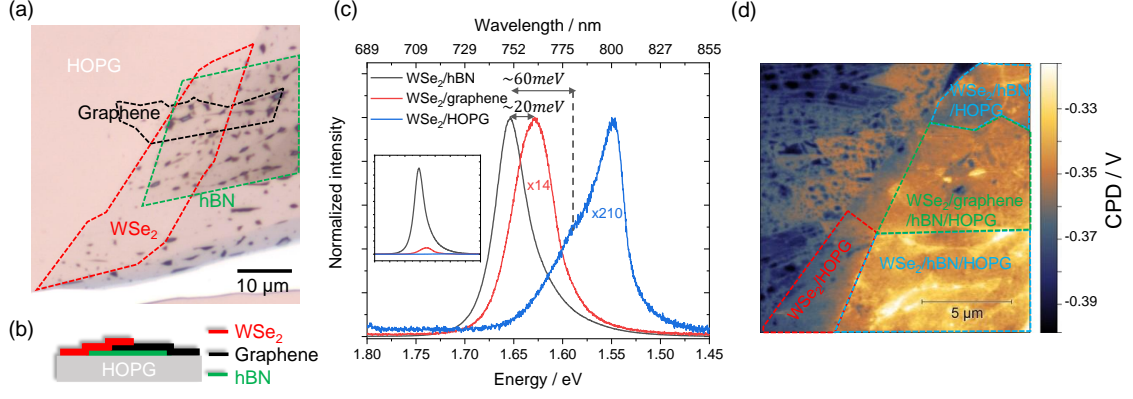 (a)
HOPG
Graphene
hBN
WSe₂
10 μm
(b)
WSe₂
Graphene
hBN
HOPG
(c)
Wavelength / nm
689 709 729 752 775 800 827 855
WSe₂/hBN
WSe₂/graphene
WSe₂/HOPG
~60meV
~20meV
x14
x210
Normalized intensity
1.80 1.75 1.70 1.65 1.60 1.55 1.50 1.45
Energy / eV
(d)
WSe₂/hBN
/HOPG
WSe₂/graphene
/hBN/HOPG
WSe₂/HOPG
WSe₂/hBN/HOPG
5 μm
-0.33
-0.35
-0.37
-0.39
CPD / V